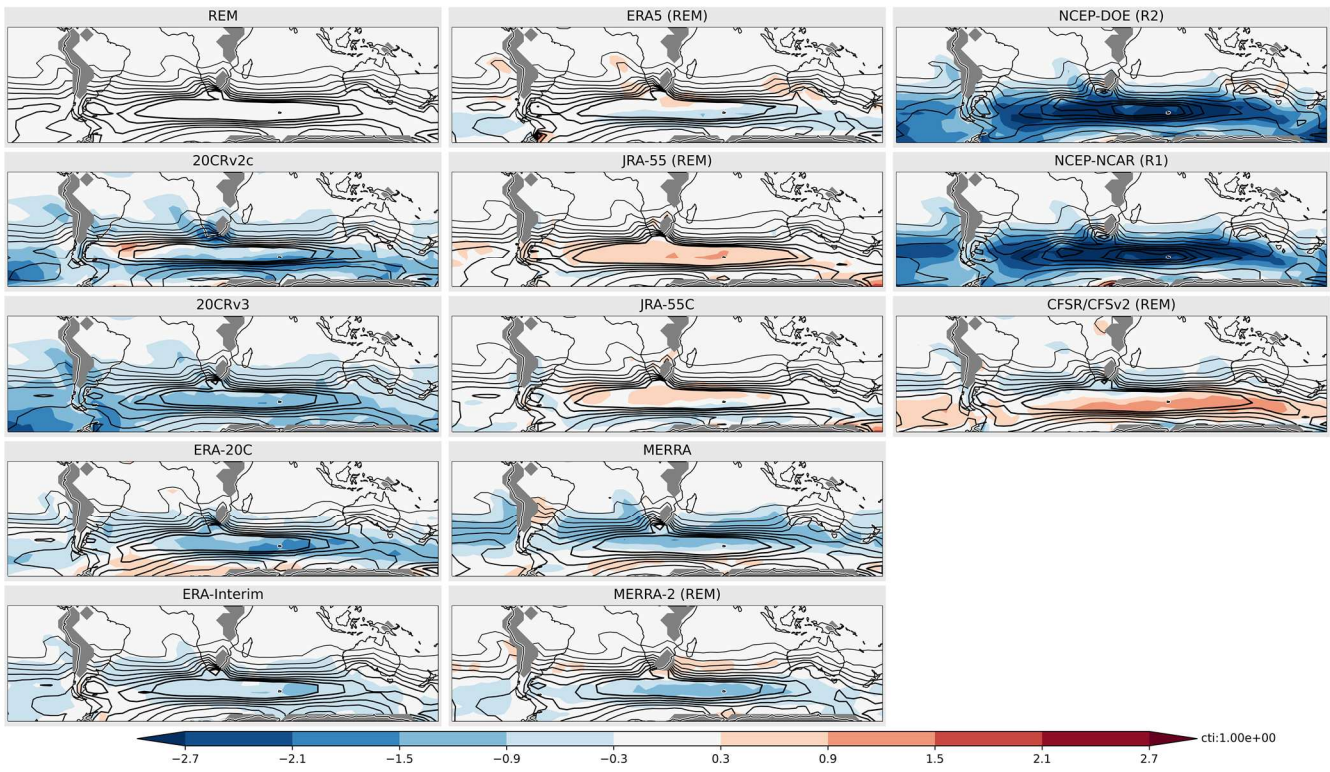 REM
ERA5 (REM)
NCEP-DOE (R2)
20CRv2c
JRA-55 (REM)
NCEP-NCAR (R1)
20CRv3
JRA-55C
CFSR/CFSv2 (REM)
ERA-20C
MERRA
ERA-Interim
MERRA-2 (REM)
cti:1.00e+00
−2.7 −2.1 −1.5 −0.9 −0.3 0.3 0.9 1.5 2.1 2.7